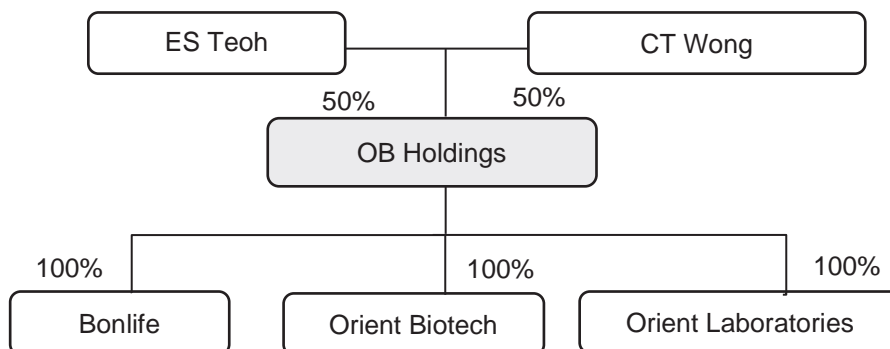 ES Teoh
CT Wong
50%
50%
OB Holdings
100%
100%
100%
Bonlife
Orient Biotech
Orient Laboratories